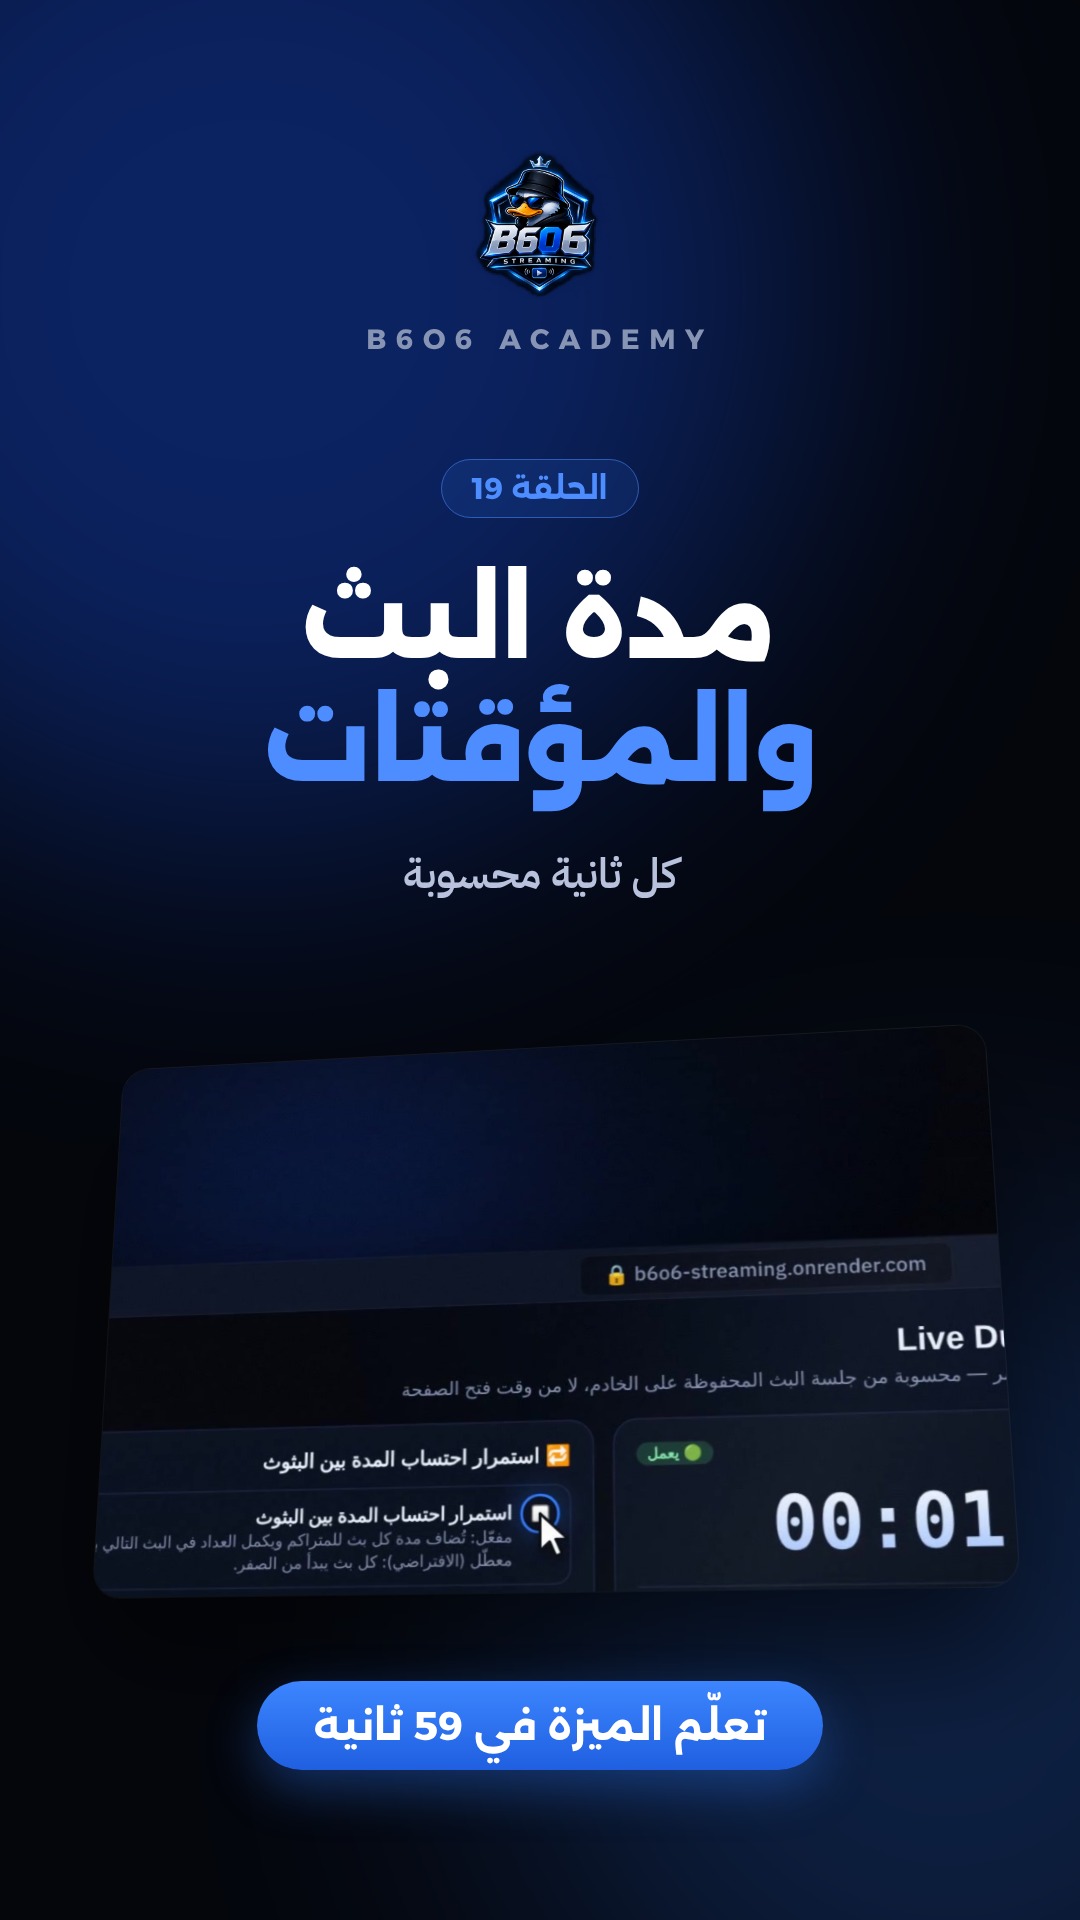 B6O6
STREAMING
B6O6 ACADEMY
الحلقة 19
مدة البث
والمؤقتات
كل ثانية محسوبة
🔒 b6o6-streaming.onrender.com
Live
— محسوبة من جلسة البث المحفوظة على الخادم، لا من وقت فتح الصفحة
🟢 يعمل
00:01
🔁 استمرار احتساب المدة بين البثوث
استمرار احتساب المدة بين البثوث
مفعّل: تُضاف مدة كل بث للمتراكم ويكمل العداد في البث التالي
معطّل (الافتراضي): كل بث يبدأ من الصفر.
تعلّم الميزة في 59 ثانية